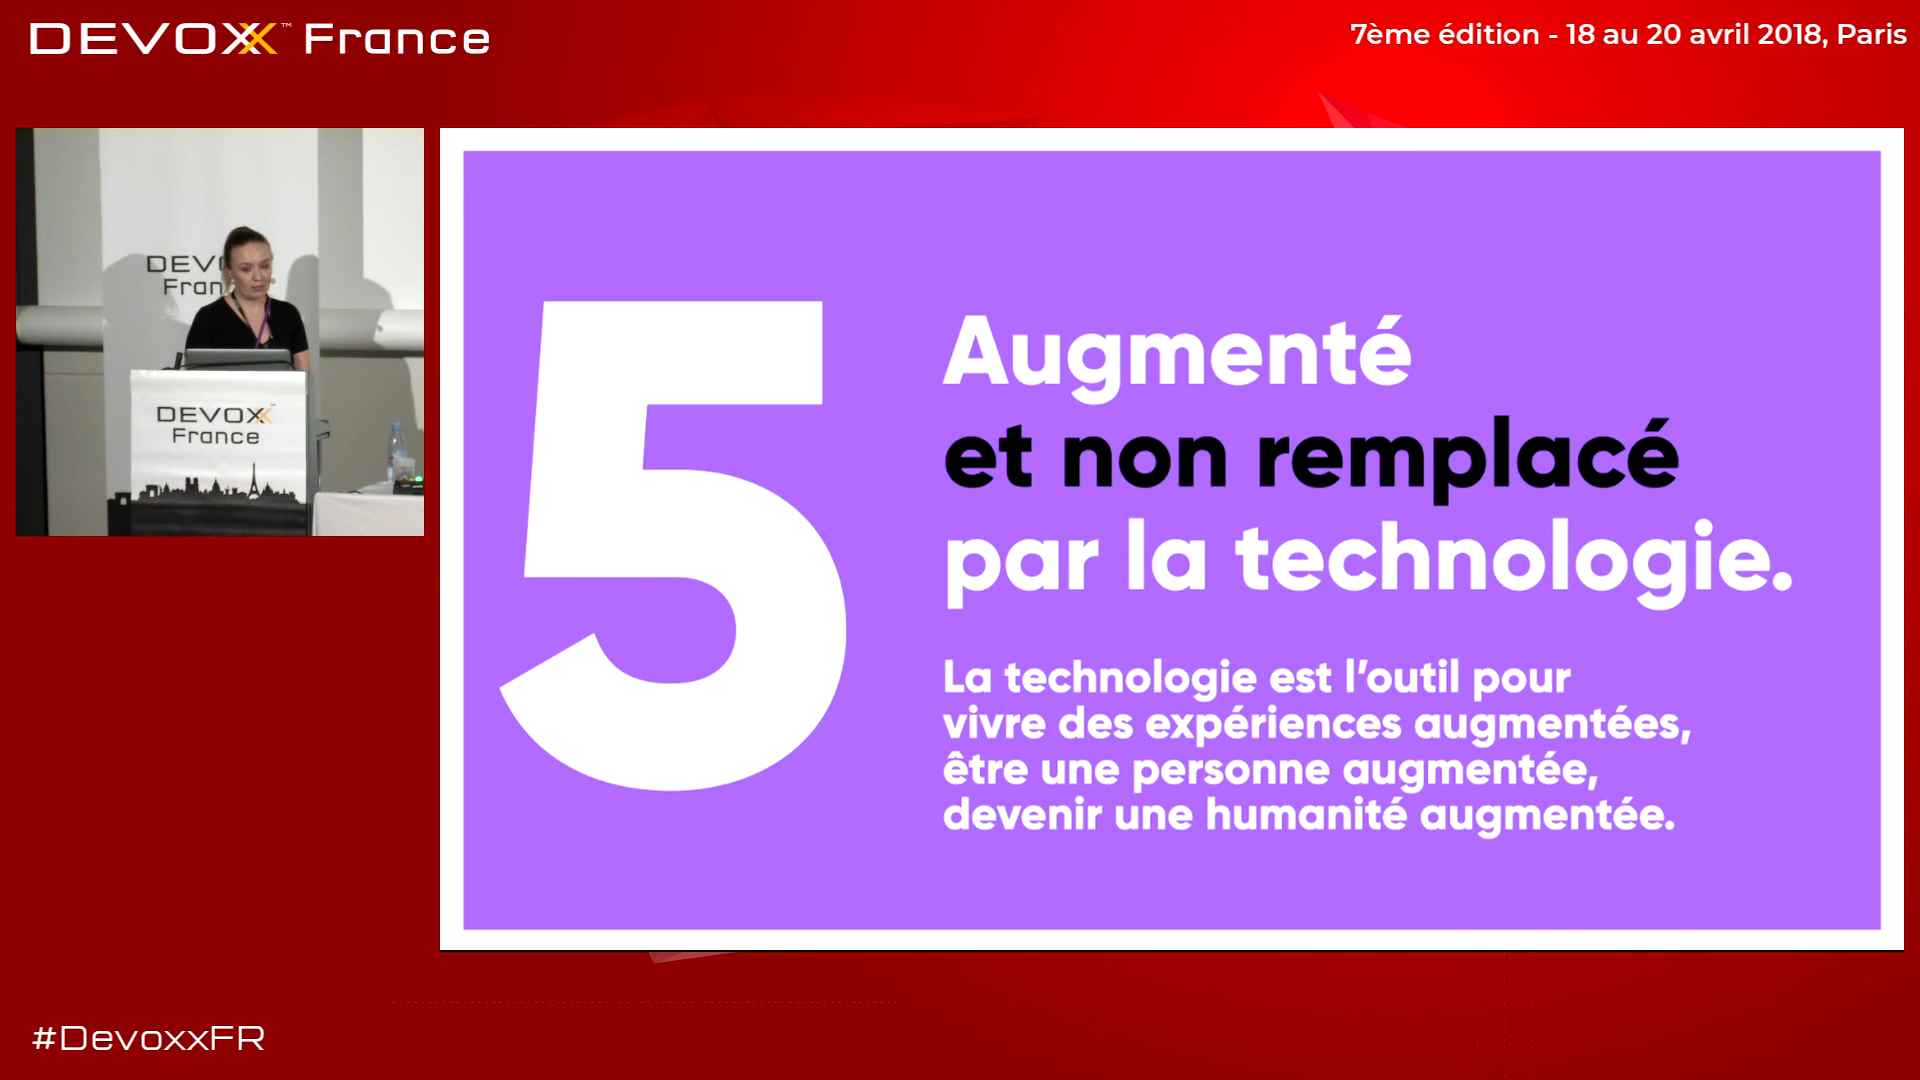 DEVOXX™ France
7ème édition - 18 au 20 avril 2018, Paris
DEV
Fran
DEVOXX
France
5
Augmenté
et non remplacé
par la technologie.
La technologie est l'outil pour
vivre des expériences augmentées,
être une personne augmentée,
devenir une humanité augmentée.
#DevoxxFR